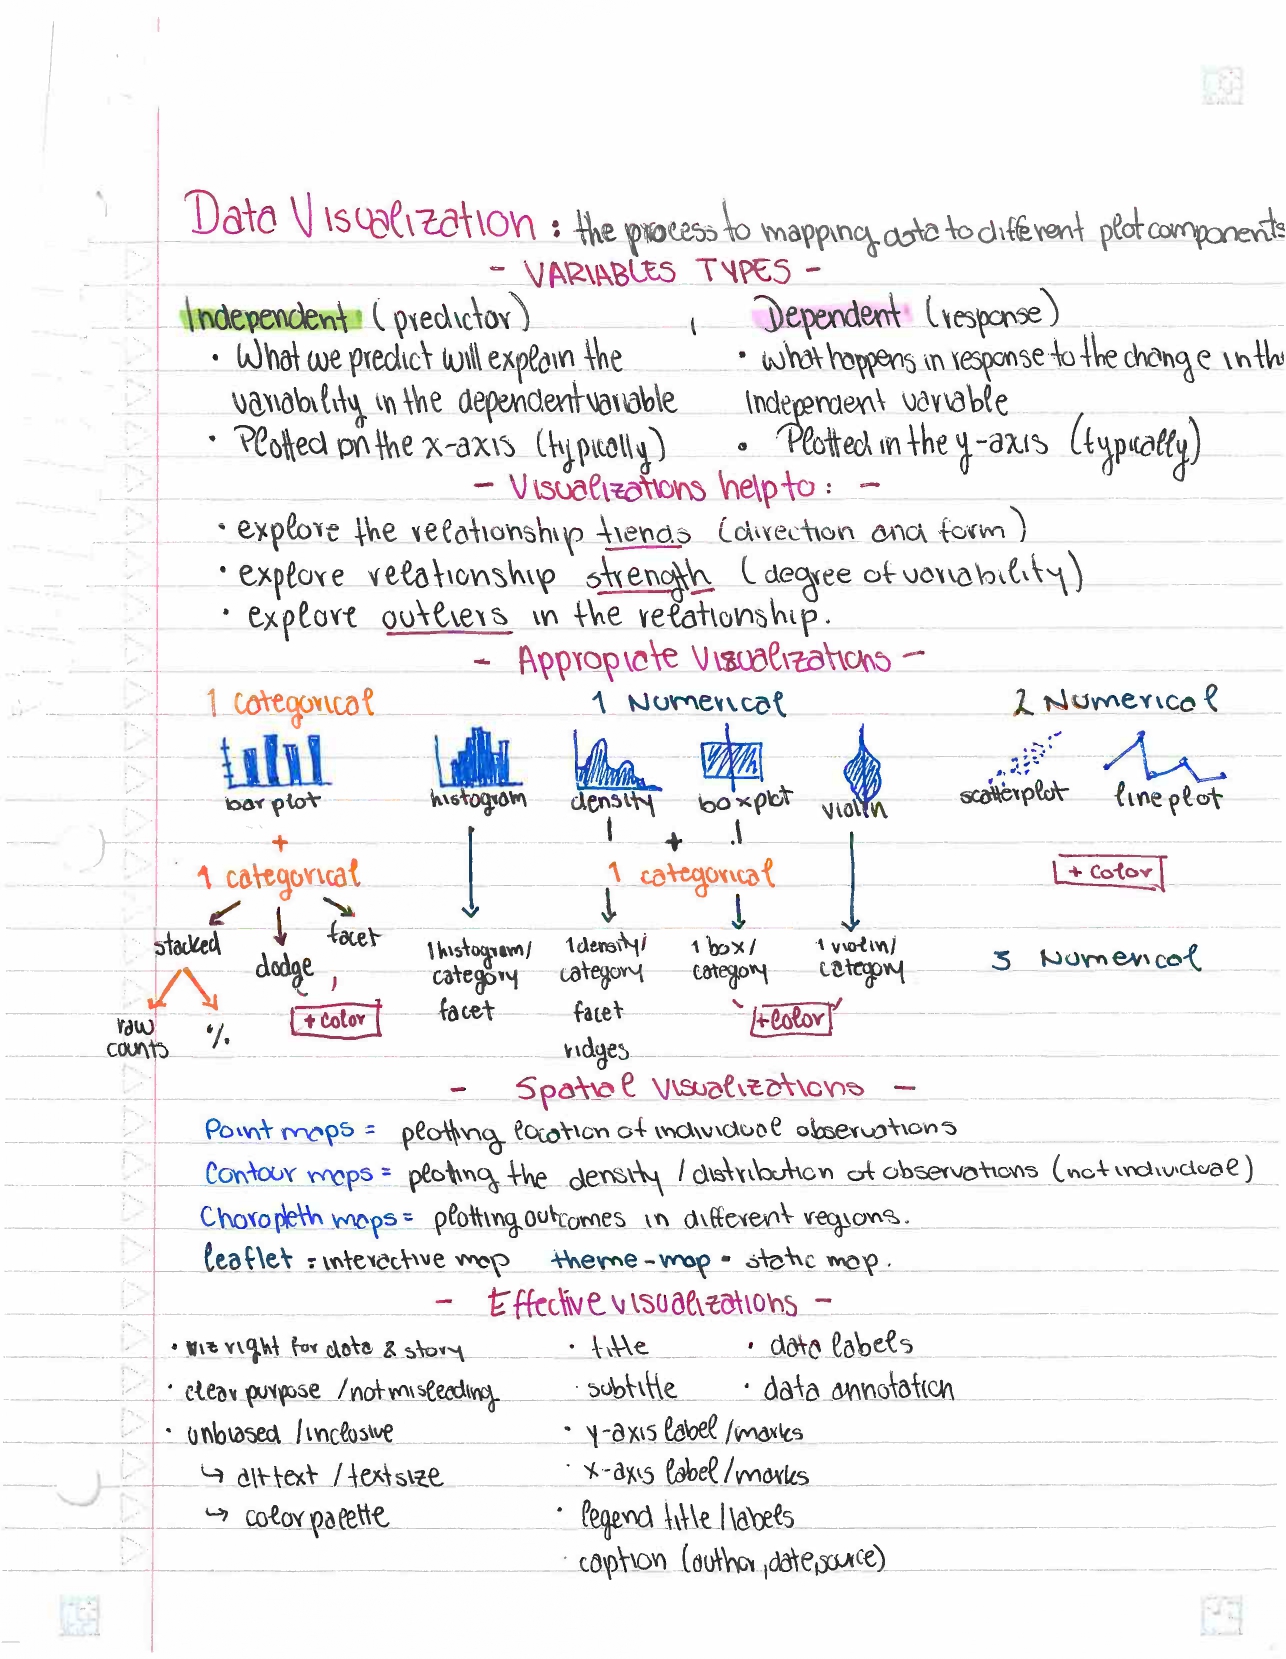 Data Visualization : the process to mapping data to different plot components
- VARIABLES TYPES -
Independent (predictor)
• What we predict will explain the
variability in the dependent variable
• Plotted on the x-axis (typically)
Dependent (response)
• what happens in response to the change in th
Independent variable
• Plotted in the y-axis (typically)
- Visualizations help to : -
• explore the relationship trends (direction and form)
• explore relationship strength (degree of variability)
• explore outliers in the relationship.
- Appropiate Visualizations -
1 Categorical
1 Numerical
2 Numerical
bar plot
histogram
density
boxplot
violin
scatterplot
line plot
+
+
1 categorical
1 categorical
+ color
stacked
dodge
facet
raw
counts
%
+ color
1 histogram/
category
facet
1 density/
category
facet
ridges
1 box/
category
1 violin/
category
+ color
3 Numerical
- Spatial Visualizations -
Point maps = plotting location of individual observations
Contour maps = ploting the density / distribution of observations (not individual)
Choropleth maps = plotting outcomes in different regions.
leaflet = interactive map theme-map = static map.
- Effective visualizations -
• viz right for data & story
• clear purpose / not misleading
• unbiased / inclusive
↳ alt text / text size
↳ color palette
• title
• subtitle
• y-axis label / marks
• x-axis label / marks
• legend title / labels
• caption (author, date, source)
• data labels
• data annotation